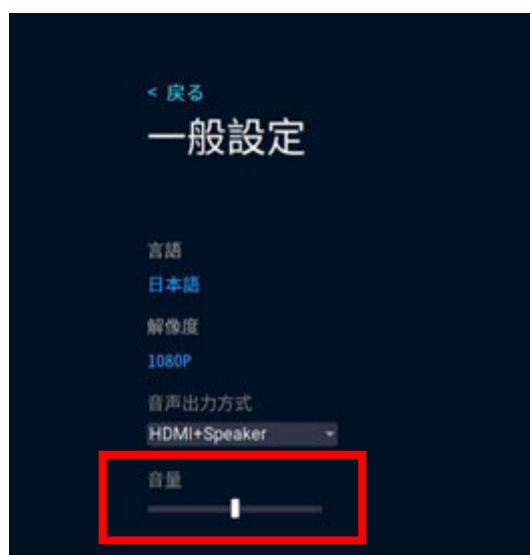 < 戻る
一般設定
言語
日本語
解像度
1080P
音声出力方式
HDMI+Speaker
音量